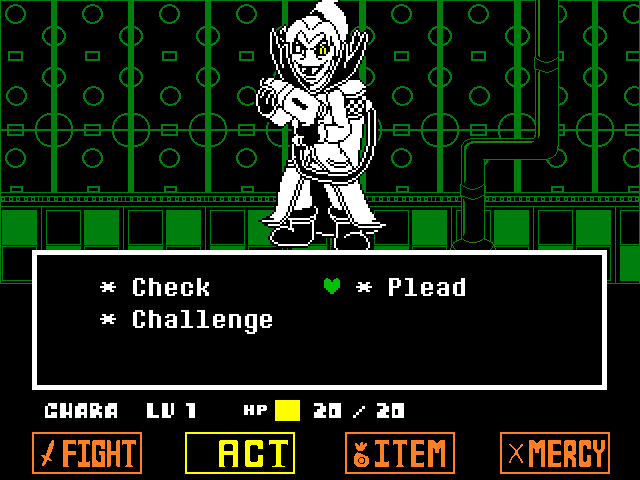 * Check * Plead
* Challenge
CHARA LV 1 HP 20 / 20
FIGHT ACT ITEM MERCY